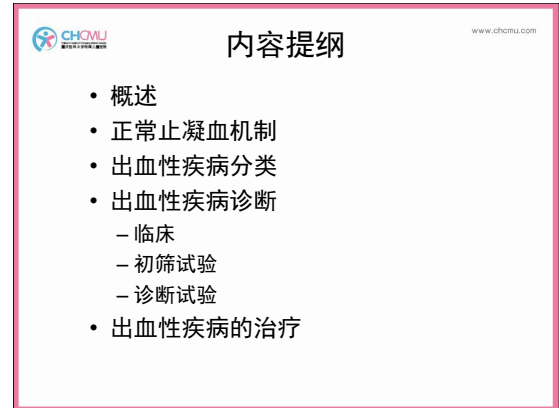 CHCMU
www.chcmu.com
内容提纲
• 概述
• 正常止凝血机制
• 出血性疾病分类
• 出血性疾病诊断
– 临床
– 初筛试验
– 诊断试验
• 出血性疾病的治疗